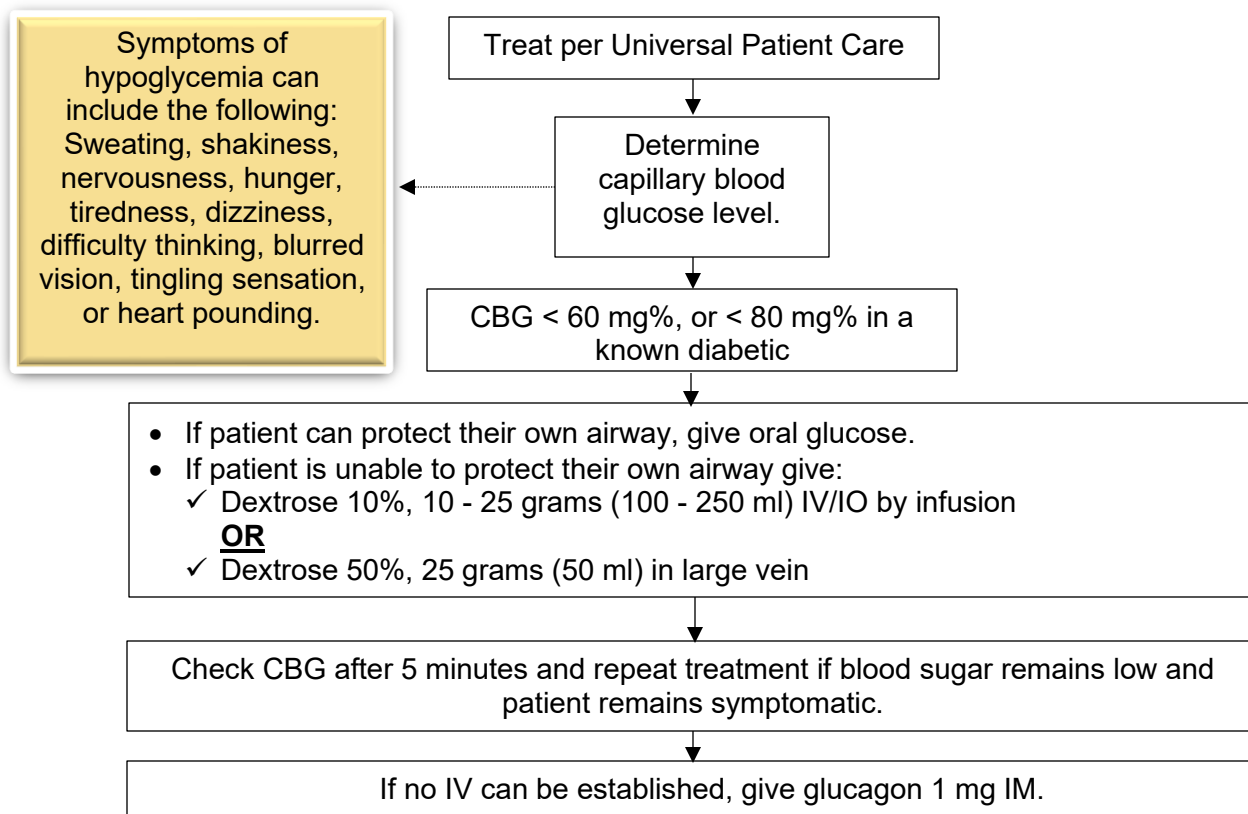 Symptoms of
hypoglycemia can
include the following:
Sweating, shakiness,
nervousness, hunger,
tiredness, dizziness,
difficulty thinking, blurred
vision, tingling sensation,
or heart pounding.
Treat per Universal Patient Care
Determine
capillary blood
glucose level.
CBG < 60 mg%, or < 80 mg% in a
known diabetic
• If patient can protect their own airway, give oral glucose.
• If patient is unable to protect their own airway give:
✓ Dextrose 10%, 10 - 25 grams (100 - 250 ml) IV/IO by infusion
OR
✓ Dextrose 50%, 25 grams (50 ml) in large vein
Check CBG after 5 minutes and repeat treatment if blood sugar remains low and
patient remains symptomatic.
If no IV can be established, give glucagon 1 mg IM.